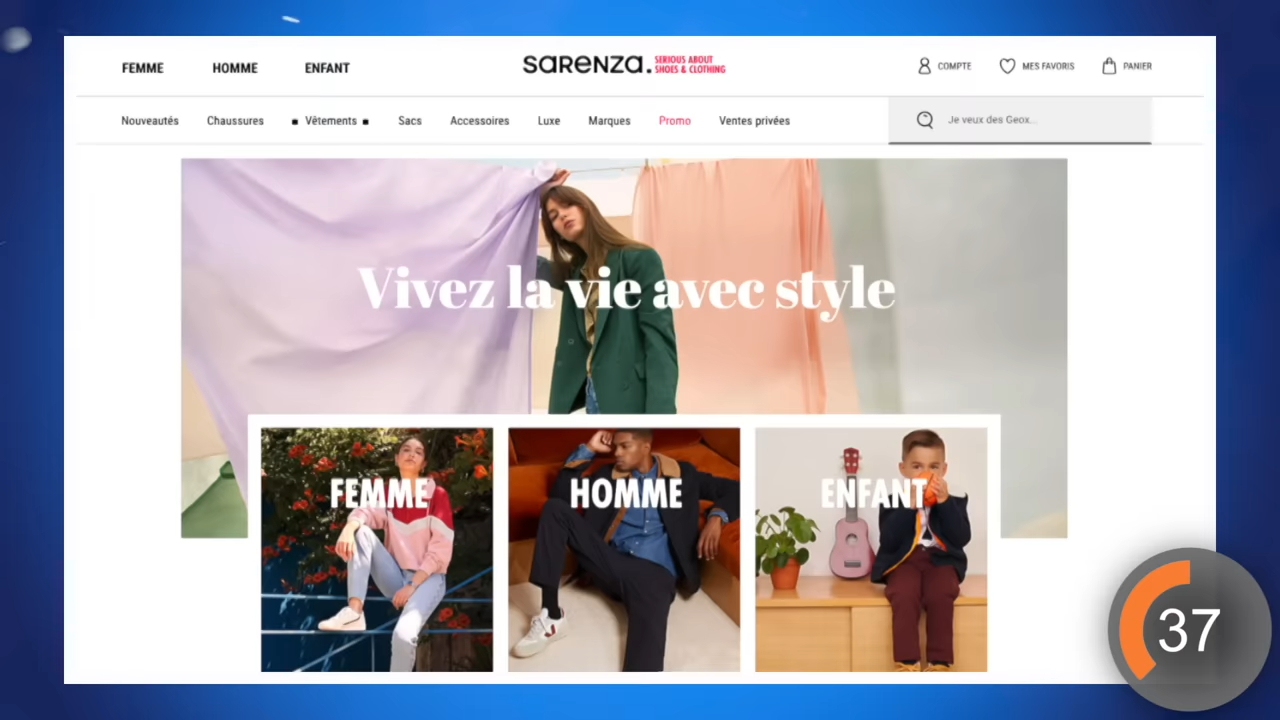 FEMME HOMME ENFANT
sarenza. SERIOUS ABOUT
SHOES & CLOTHING
COMPTE MES FAVORIS PANIER
Nouveautés Chaussures Vêtements Sacs Accessoires Luxe Marques Promo Ventes privées
Je veux des Geox...
Vivez la vie avec style
FEMME HOMME ENFANT
37